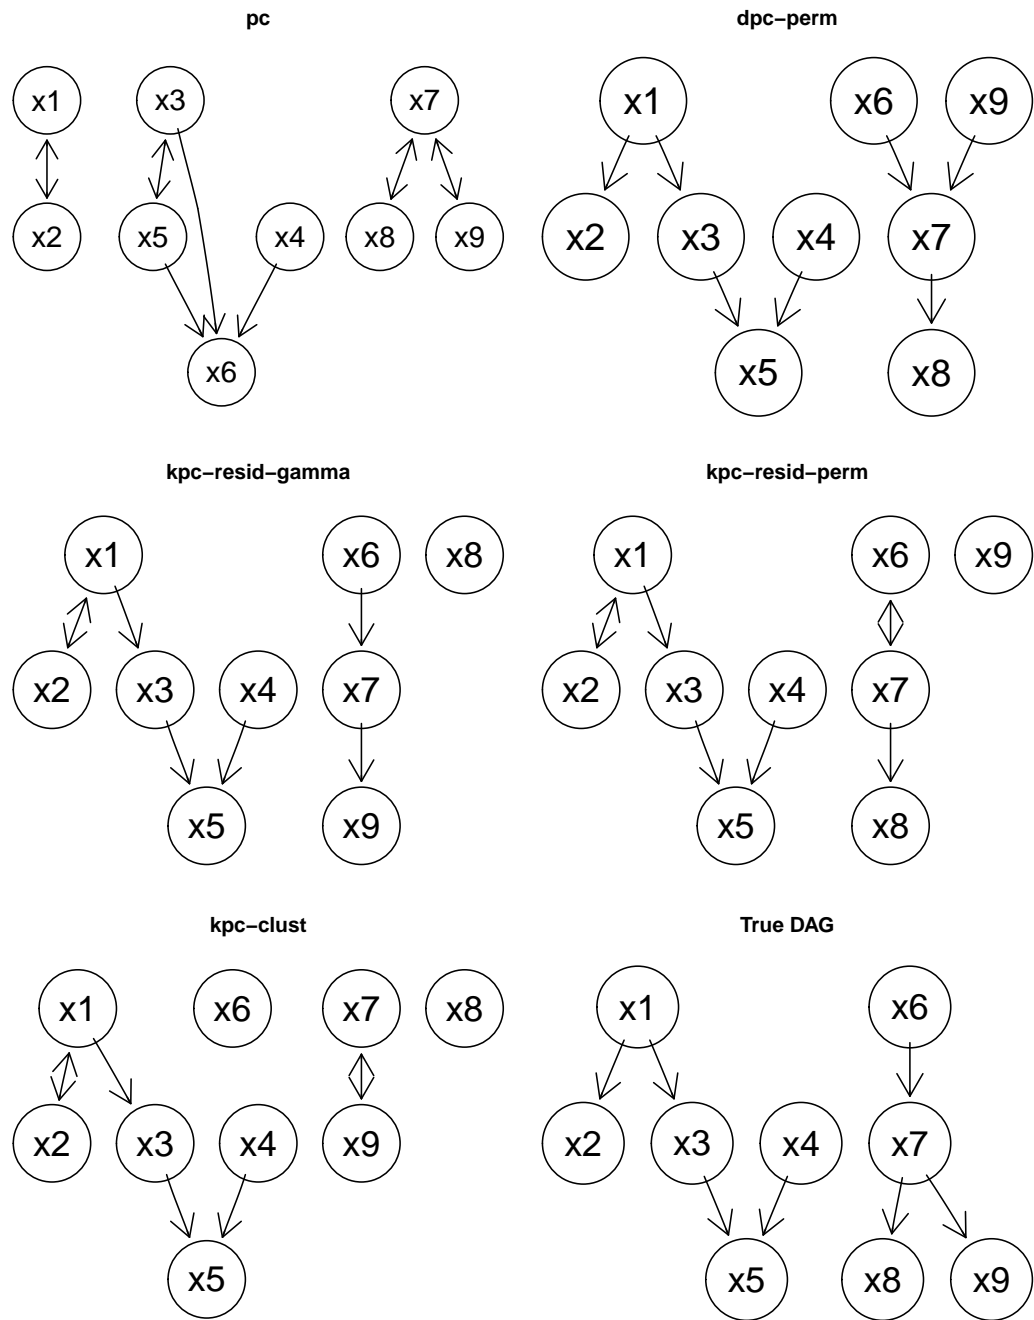 pc
dpc−perm
x1
x3
x7
x2
x5
x4
x8
x9
x6
x1
x6
x9
x2
x3
x4
x7
x5
x8
kpc−resid−gamma
kpc−resid−perm
x1
x6
x8
x2
x3
x4
x7
x5
x9
x1
x6
x9
x2
x3
x4
x7
x5
x8
kpc−clust
True DAG
x1
x6
x7
x8
x2
x3
x4
x9
x5
x1
x6
x2
x3
x4
x7
x5
x8
x9